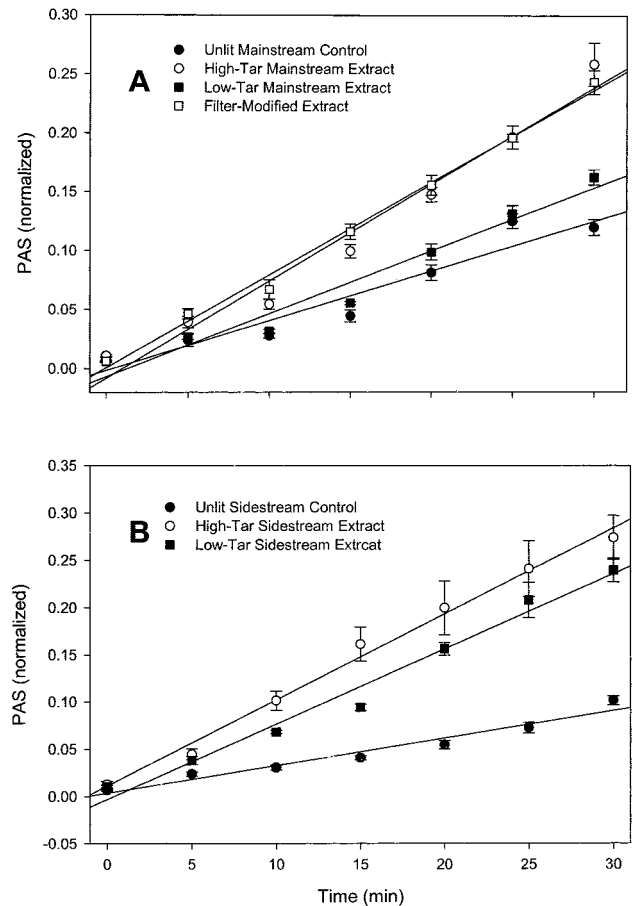 0.30
0.25
0.20
0.15
0.10
0.05
0.00
PAS (normalized)
A
Unlit Mainstream Control
High-Tar Mainstream Extract
Low-Tar Mainstream Extract
Filter-Modified Extract
0.35
0.30
0.25
0.20
0.15
0.10
0.05
0.00
-0.05
PAS (normalized)
B
Unlit Sidestream Control
High-Tar Sidestream Extract
Low-Tar Sidestream Extrcat
0 5 10 15 20 25 30
Time (min)